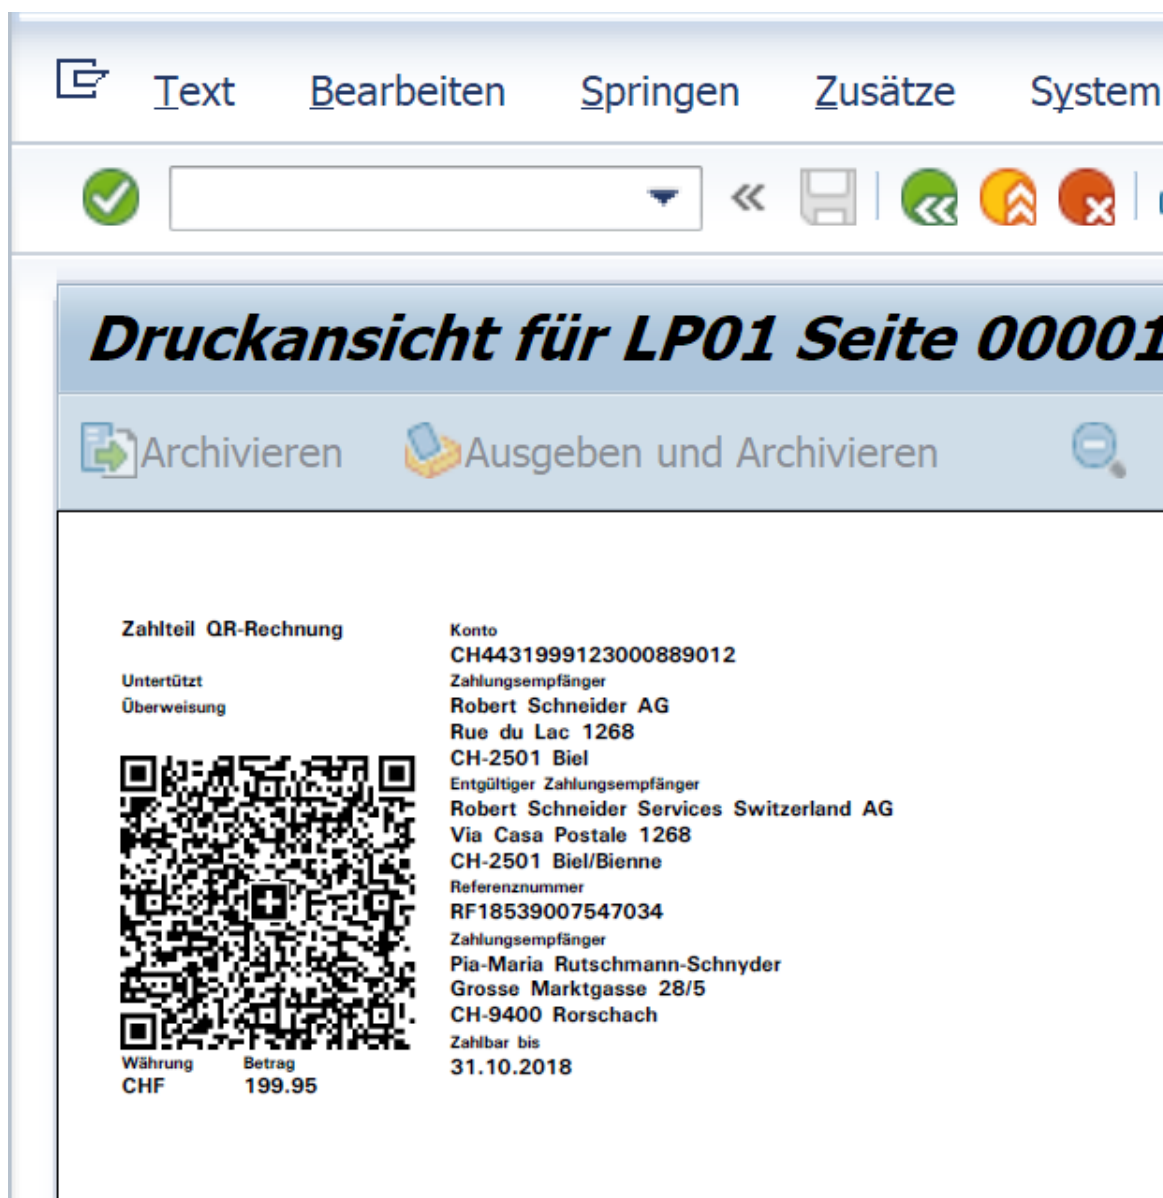 Text Bearbeiten Springen Zusätze System
Druckansicht für LP01 Seite 00001
Archivieren Ausgeben und Archivieren
Zahlteil QR-Rechnung
Untertützt
Überweisung
Währung Betrag
CHF 199.95
Konto
CH4431999123000889012
Zahlungsempfänger
Robert Schneider AG
Rue du Lac 1268
CH-2501 Biel
Entgültiger Zahlungsempfänger
Robert Schneider Services Switzerland AG
Via Casa Postale 1268
CH-2501 Biel/Bienne
Referenznummer
RF18539007547034
Zahlungsempfänger
Pia-Maria Rutschmann-Schnyder
Grosse Marktgasse 28/5
CH-9400 Rorschach
Zahlbar bis
31.10.2018